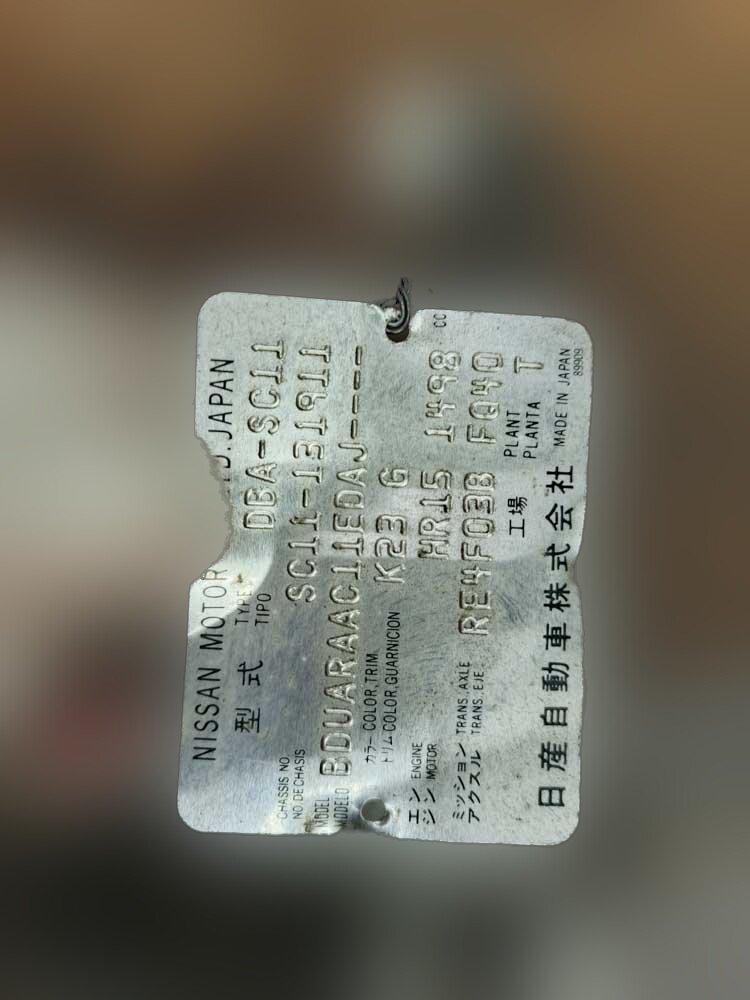 NISSAN MOTOR D.JAPAN
型式 TYPE DBA-SC11
TIPO
CHASSIS NO SC11-131911
NO.DE CHASIS
MODEL BDUARAAC11EDAJ----
MODELO
カラー COLOR,TRIM K23 G
トリム COLOR,GUARNICION
エン ENGINE HR15 1498 CC
ジン MOTOR
ミッション TRANS.,AXLE RE4F03B FQ40
アクスル TRANS.,EJE
工場 PLANT T
PLANTA
日産自動車株式会社 MADE IN JAPAN
89909